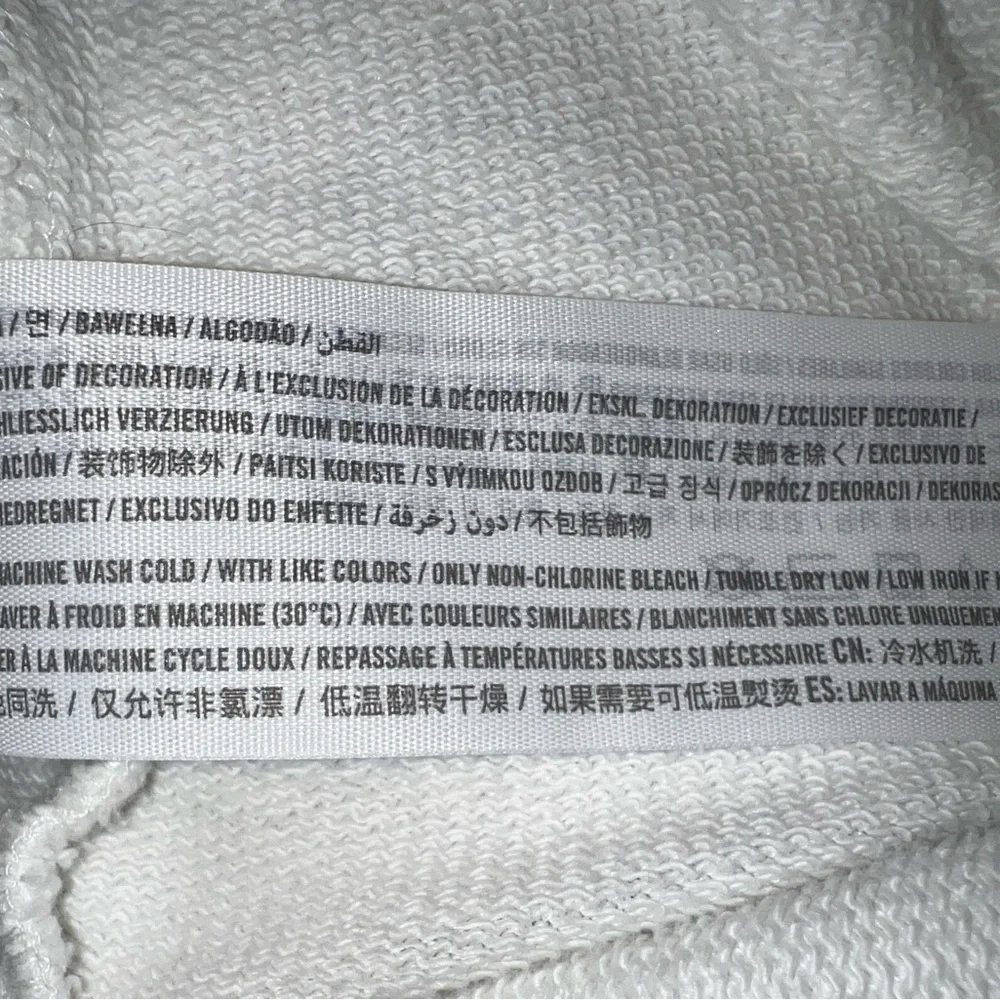 / 면 / BAWEŁNA / ALGODÃO / القطن
SIVE OF DECORATION / À L'EXCLUSION DE LA DÉCORATION / EKSKL. DEKORATION / EXCLUSIEF DECORATIE /
HLIESSLICH VERZIERUNG / UTOM DEKORATIONEN / ESCLUSA DECORAZIONE / 装飾を除く / EXCLUSIVO DE
ACIÓN / 装饰物除外 / PAITSI KORISTE / S VÝJIMKOU OZDOB / 고급 장식 / OPRÓCZ DEKORACJI / DEKORAS
IEDREGNET / EXCLUSIVO DO ENFEITE / دون زخرفة / 不包括飾物
MACHINE WASH COLD / WITH LIKE COLORS / ONLY NON-CHLORINE BLEACH / TUMBLE DRY LOW / LOW IRON IF N
AVER À FROID EN MACHINE (30°C) / AVEC COULEURS SIMILAIRES / BLANCHIMENT SANS CHLORE UNIQUEMEN
ER À LA MACHINE CYCLE DOUX / REPASSAGE À TEMPÉRATURES BASSES SI NÉCESSAIRE CN: 冷水机洗 /
同洗 / 仅允许非氯漂 / 低温翻转干燥 / 如果需要可低温熨烫 ES: LAVAR A MÁQUINA